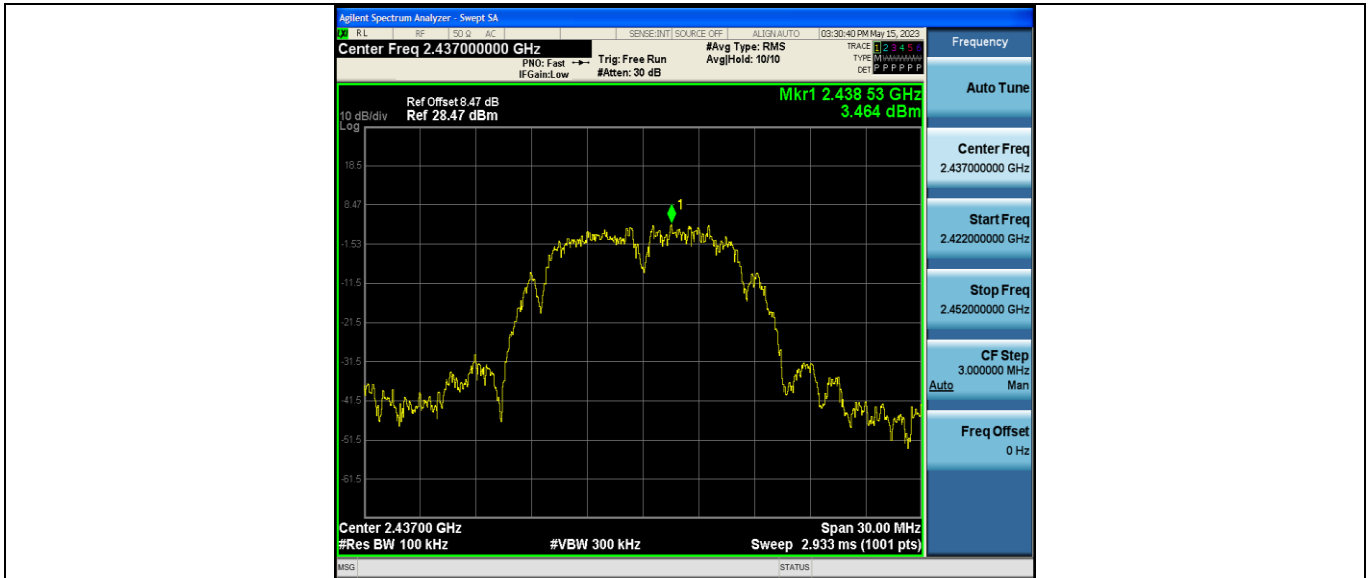 Agilent Spectrum Analyzer - Swept SA
RL RF 50 Ω AC SENSE:INT SOURCE OFF ALIGN AUTO 03:30:40 PM May 15, 2023
Center Freq 2.437000000 GHz
PNO: Fast
IFGain:Low
Trig: Free Run
#Atten: 30 dB
#Avg Type: RMS
Avg|Hold: 10/10
TRACE 1 2 3 4 5 6
TYPE M WWWWW
DET P P P P P P
Mkr1 2.438 53 GHz
3.464 dBm
Ref Offset 8.47 dB
10 dB/div Ref 28.47 dBm
Log
18.5
8.47
-1.53
-11.5
-21.5
-31.5
-41.5
-51.5
-61.5
1
Center 2.43700 GHz Span 30.00 MHz
#Res BW 100 kHz #VBW 300 kHz Sweep 2.933 ms (1001 pts)
MSG STATUS
Frequency
Auto Tune
Center Freq
2.437000000 GHz
Start Freq
2.422000000 GHz
Stop Freq
2.452000000 GHz
CF Step
3.000000 MHz
Auto Man
Freq Offset
0 Hz